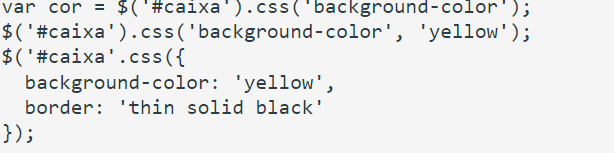 var cor = $('#caixa').css('background-color');
$('#caixa').css('background-color', 'yellow');
$('#caixa'.css({
  background-color: 'yellow',
  border: 'thin solid black'
});